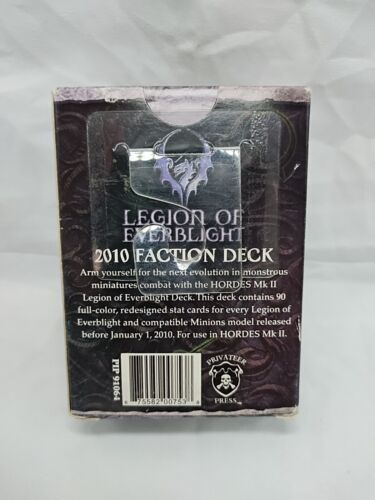 LEGION OF
EVERBLIGHT
2010 FACTION DECK
Arm yourself for the next evolution in monstrous
miniatures combat with the HORDES Mk II
Legion of Everblight Deck. This deck contains 90
full-color, redesigned stat cards for every Legion of
Everblight and compatible Minions model released
before January 1, 2010. For use in HORDES Mk II.
PIP 91064
6 75582 00753
PRIVATEER
PRESS